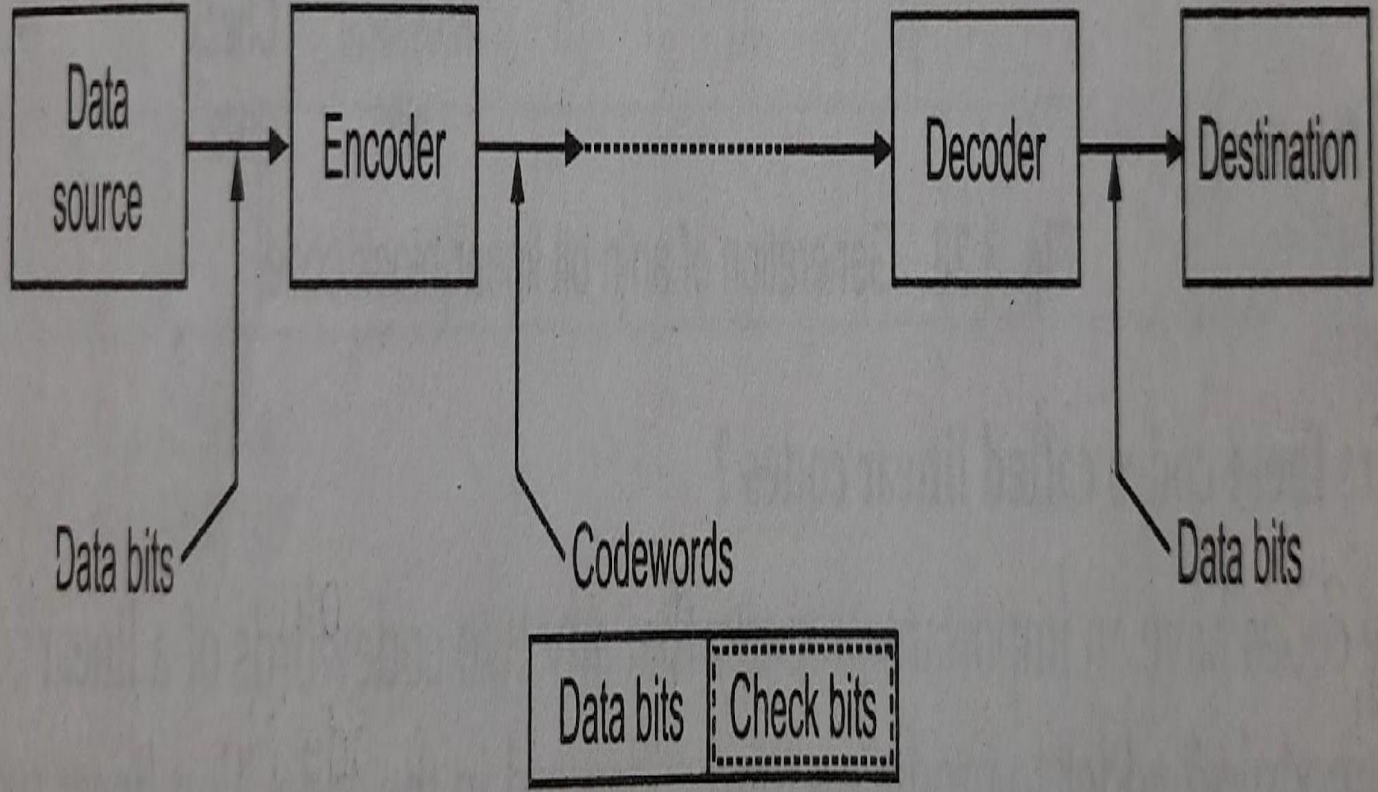 Data
source
Encoder
Decoder
Destination
Data bits
Codewords
Data bits
Data bits
Check bits